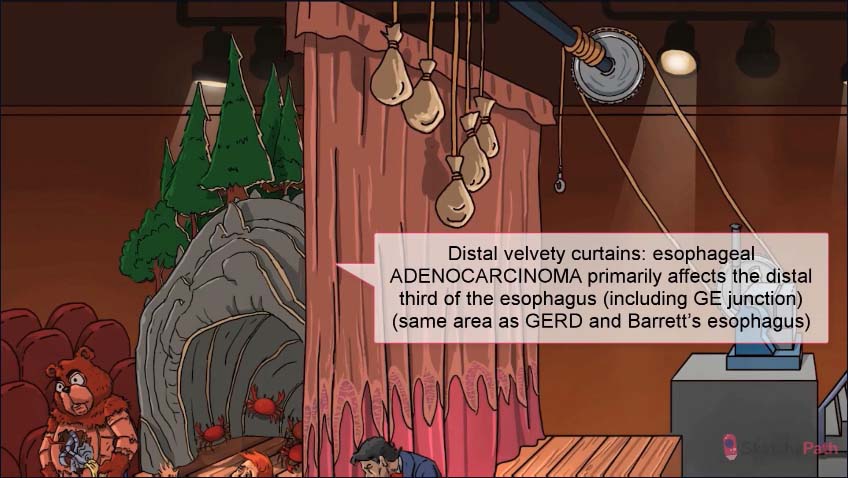 Distal velvety curtains: esophageal
ADENOCARCINOMA primarily affects the distal
third of the esophagus (including GE junction)
(same area as GERD and Barrett’s esophagus)
SketchyPath